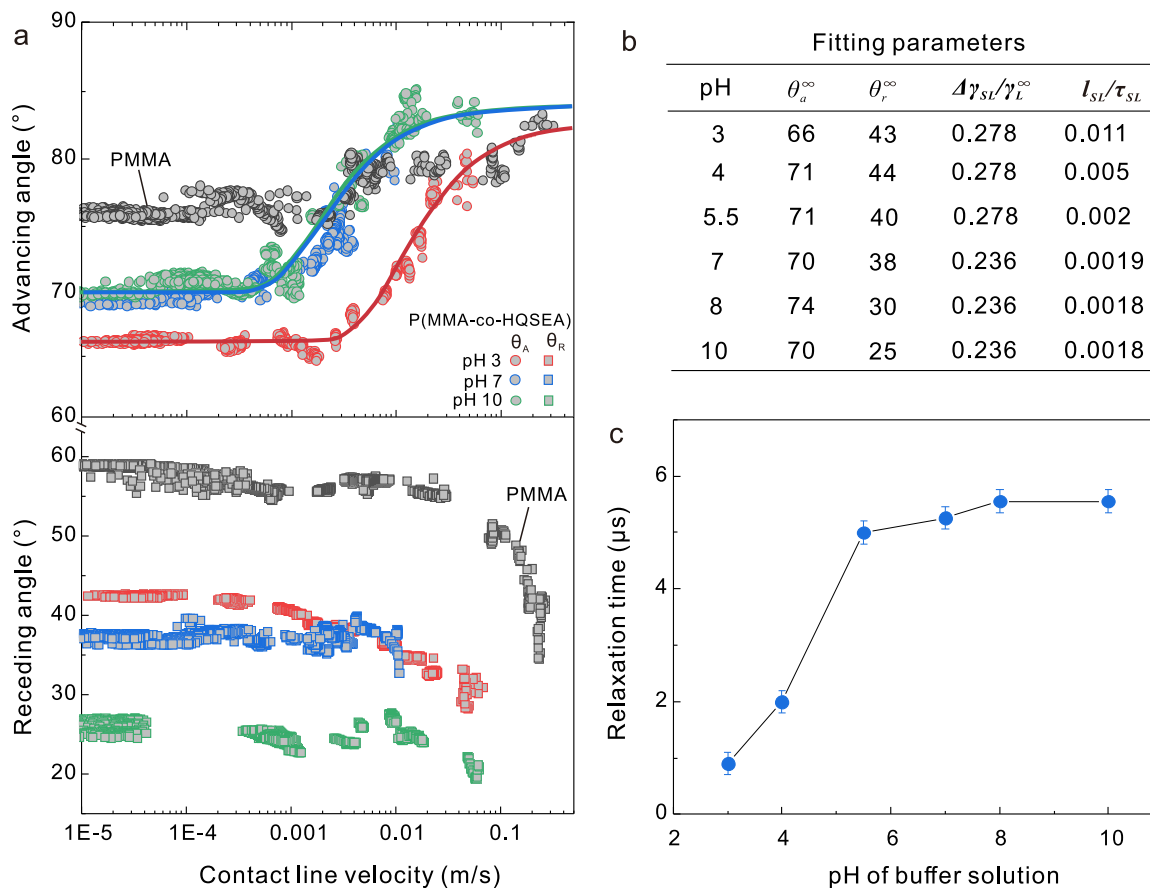 a
90
80
70
60
Advancing angle (°)
PMMA
P(MMA-co-HQSEA)
θA θR
pH 3
pH 7
pH 10
60
50
40
30
20
Receding angle (°)
PMMA
1E-5 1E-4 0.001 0.01 0.1
Contact line velocity (m/s)
b
Fitting parameters
pH θa∞ θr∞ ΔγSL/γL∞ lSL/τSL
3 66 43 0.278 0.011
4 71 44 0.278 0.005
5.5 71 40 0.278 0.002
7 70 38 0.236 0.0019
8 74 30 0.236 0.0018
10 70 25 0.236 0.0018
c
6
4
2
0
Relaxation time (μs)
2 4 6 8 10
pH of buffer solution